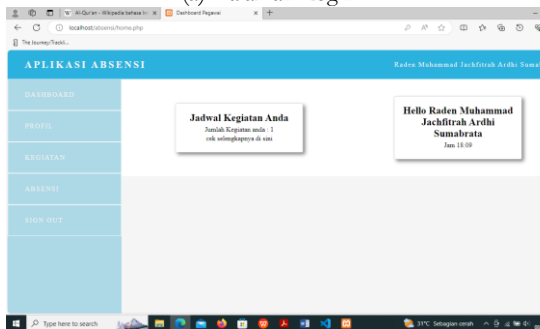 W Al-Qur'an - Wikipedia bahasa In
Dashboard Pegawai
localhost/absensi/home.php
The Journey/Tracki...
APLIKASI ABSENSI
Raden Muhammad Jachfitrah Ardhi Sumab
DASHBOARD
PROFIL
KEGIATAN
ABSENSI
SIGN OUT
Jadwal Kegiatan Anda
Jumlah Kegiatan anda : 1
cek selengkapnya di sini
Hello Raden Muhammad
Jachfitrah Ardhi
Sumabrata
Jam 18:09
Type here to search
31°C Sebagian cerah